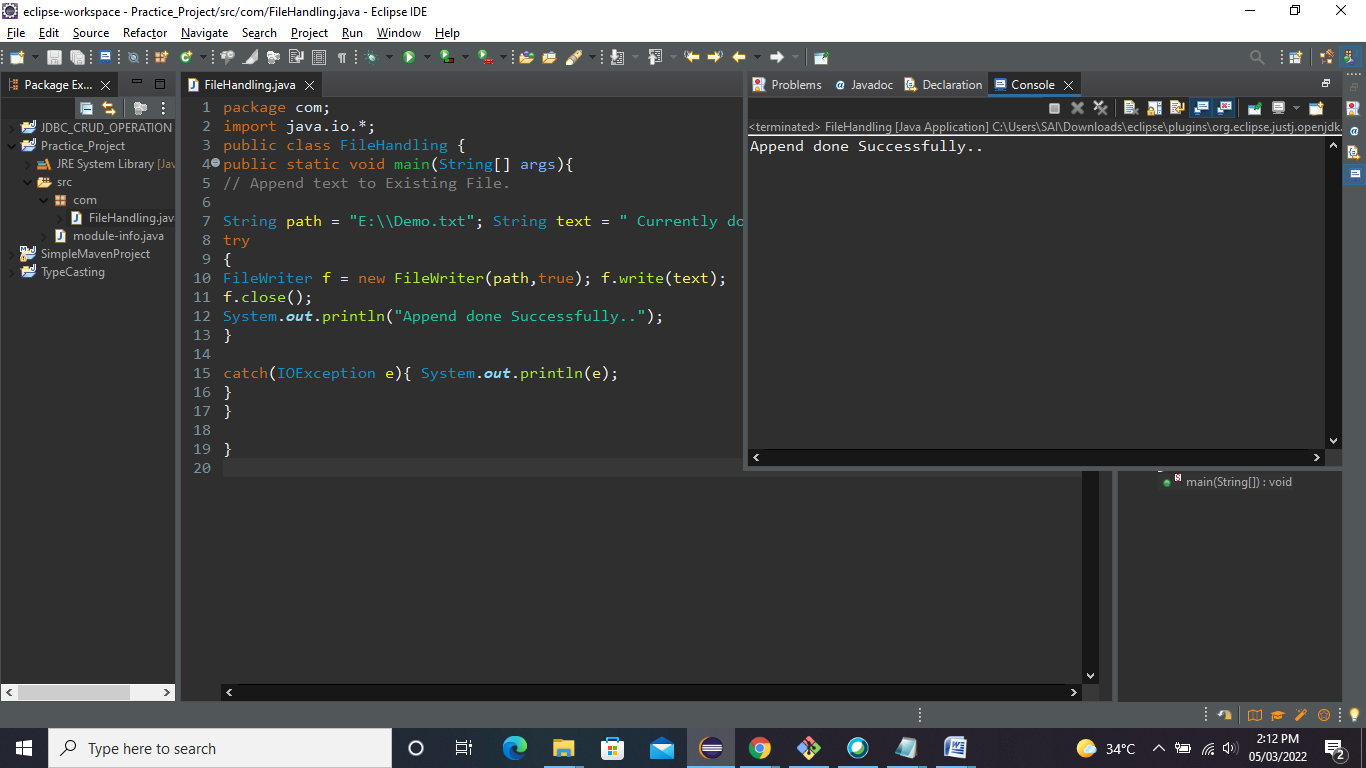 eclipse-workspace - Practice_Project/src/com/FileHandling.java - Eclipse IDE
File Edit Source Refactor Navigate Search Project Run Window Help
Package Ex...
JDBC_CRUD_OPERATION
Practice_Project
JRE System Library [Jav
src
com
FileHandling.jav
module-info.java
SimpleMavenProject
TypeCasting
FileHandling.java
1 package com;
2 import java.io.*;
3 public class FileHandling {
4 public static void main(String[] args){
5 // Append text to Existing File.
6
7 String path = "E:\\Demo.txt"; String text = " Currently do
8 try
9 {
10 FileWriter f = new FileWriter(path,true); f.write(text);
11 f.close();
12 System.out.println("Append done Successfully..");
13 }
14
15 catch(IOException e){ System.out.println(e);
16 }
17 }
18
19 }
20
Problems @ Javadoc Declaration Console
<terminated> FileHandling [Java Application] C:\Users\SAI\Downloads\eclipse\plugins\org.eclipse.justj.openjdk.
Append done Successfully..
main(String[]) : void
Type here to search
34°C
2:12 PM
05/03/2022
2